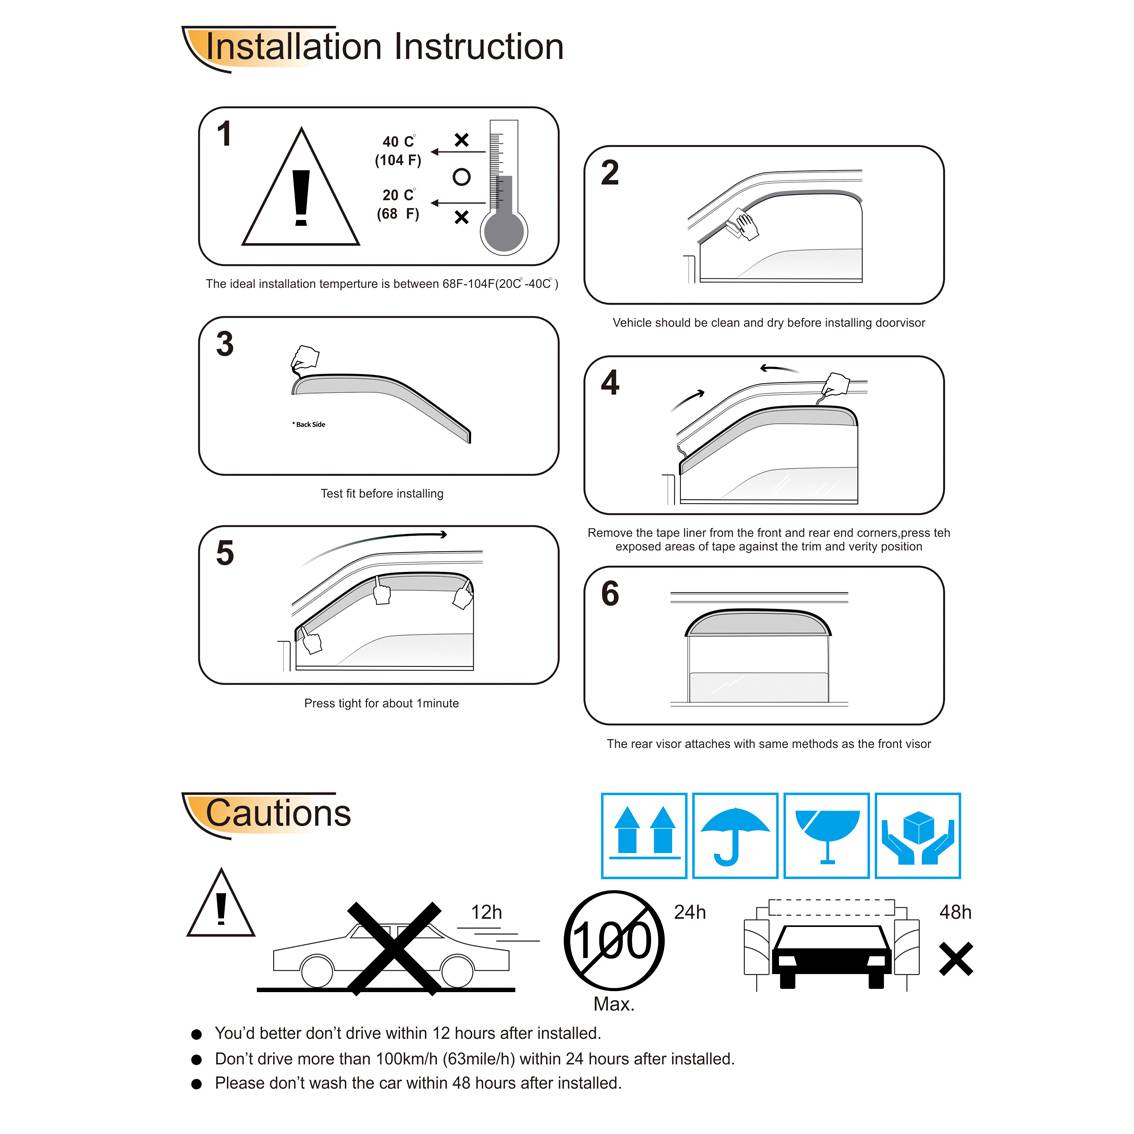 Installation Instruction
1
40 C°
(104 F)
20 C°
(68 F)
The ideal installation temperture is between 68F-104F(20C° -40C° )
2
Vehicle should be clean and dry before installing doorvisor
3
* Back Side
Test fit before installing
4
Remove the tape liner from the front and rear end corners,press teh
exposed areas of tape against the trim and verity position
5
Press tight for about 1minute
6
The rear visor attaches with same methods as the front visor
Cautions
!
12h
100
24h
Max.
48h
● You'd better don't drive within 12 hours after installed.
● Don't drive more than 100km/h (63mile/h) within 24 hours after installed.
● Please don't wash the car within 48 hours after installed.